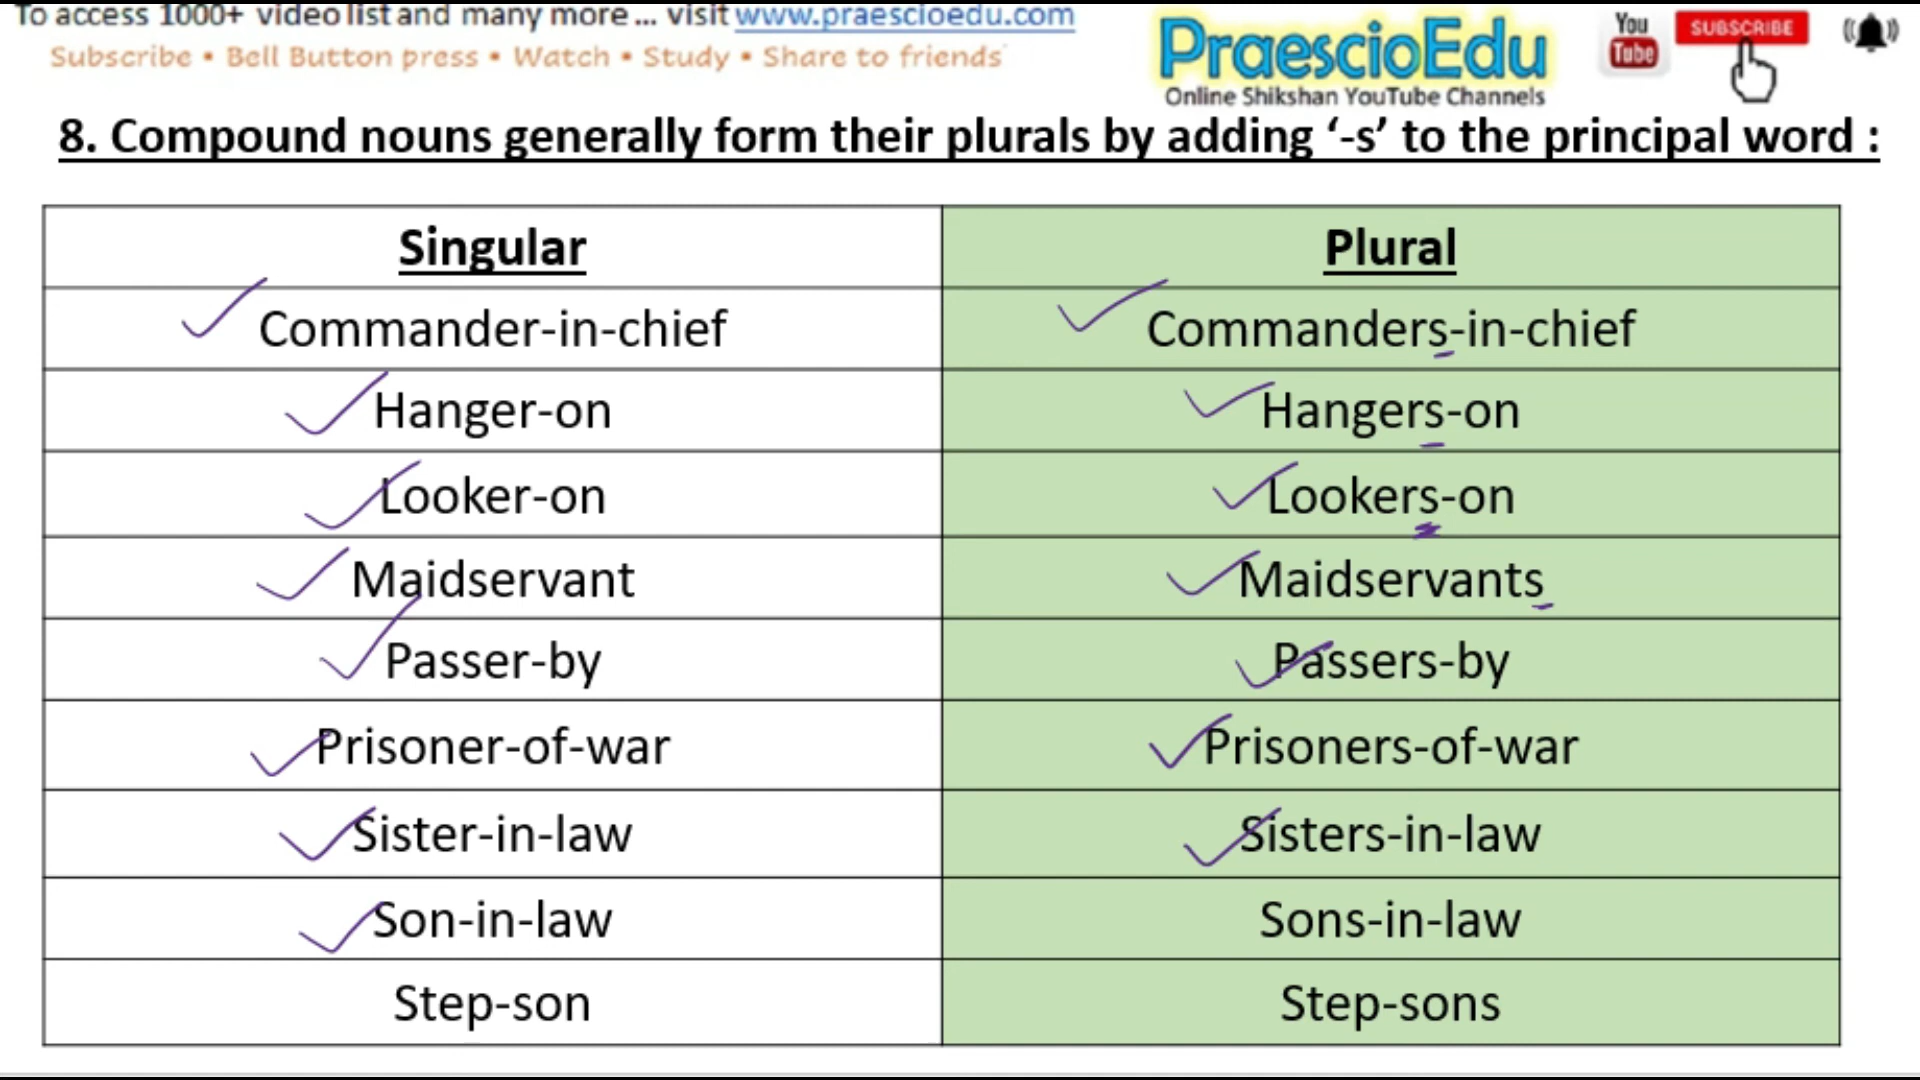 To access 1000+ video list and many more ... visit www.praescioedu.com
Subscribe • Bell Button press • Watch • Study • Share to friends
PraescioEdu
Online Shikshan YouTube Channels
You
Tube
SUBSCRIBE
8. Compound nouns generally form their plurals by adding ‘-s’ to the principal word :
Singular Plural
Commander-in-chief Commanders-in-chief
Hanger-on Hangers-on
Looker-on Lookers-on
Maidservant Maidservants
Passer-by Passers-by
Prisoner-of-war Prisoners-of-war
Sister-in-law Sisters-in-law
Son-in-law Sons-in-law
Step-son Step-sons